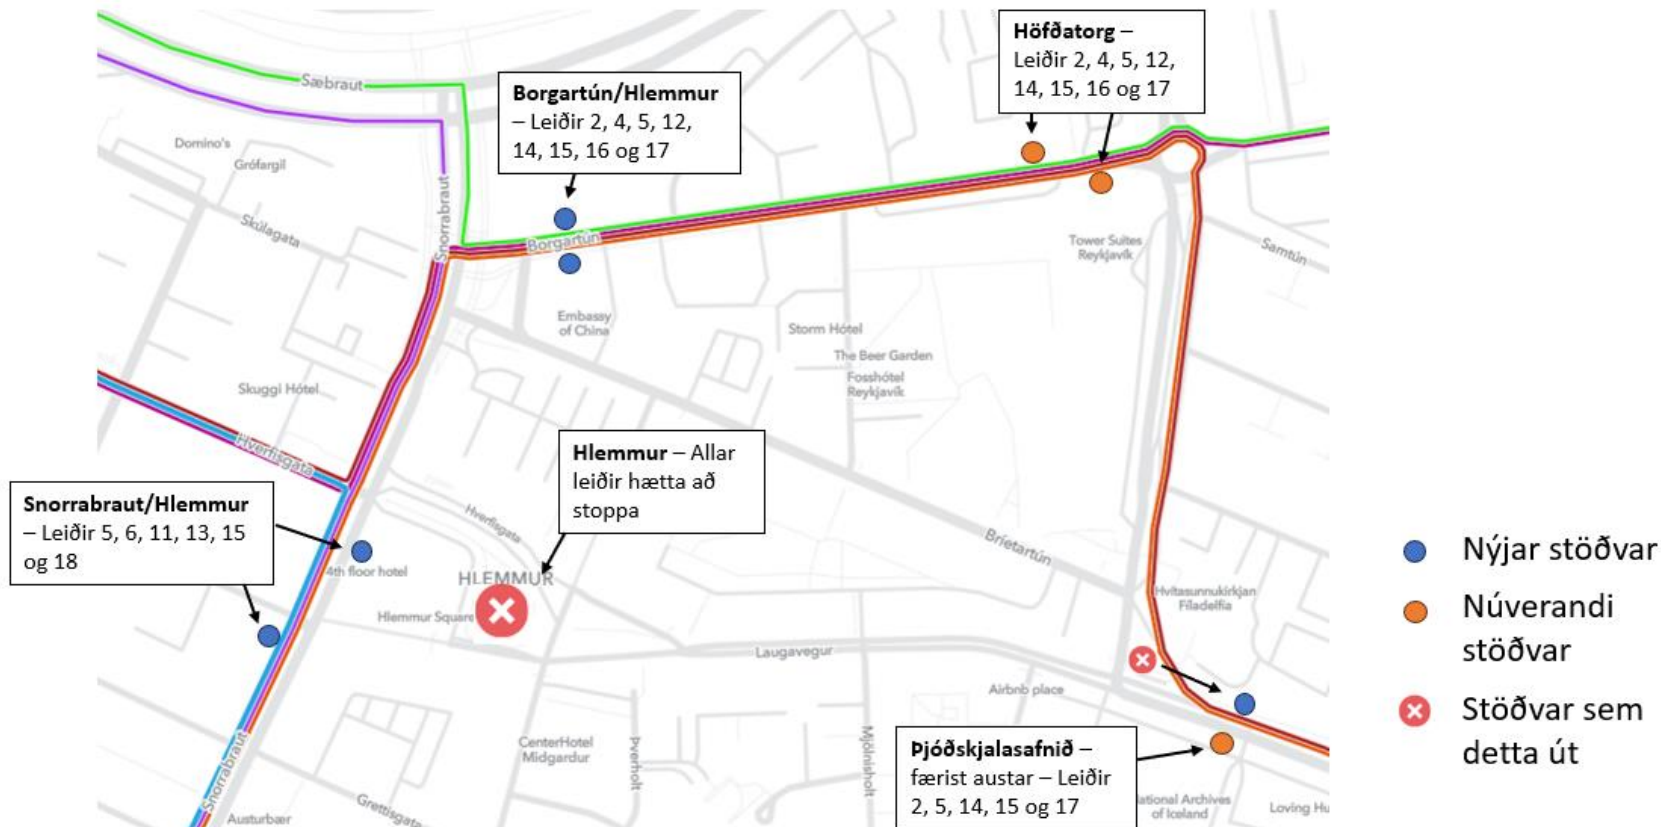 Höfðatorg –
Leiðir 2, 4, 5, 12,
14, 15, 16 og 17
Borgartún/Hlemmur
– Leiðir 2, 4, 5, 12,
14, 15, 16 og 17
Sæbraut
Domino's
Grófargil
Snorrabraut
Skúlagata
Borgartún
Tower Suites
Reykjavík
Samtún
Embassy
of China
Storm Hótel
The Beer Garden
Fosshótel
Reykjavík
Skuggi Hótel
Hverfisgata
Hlemmur – Allar
leiðir hætta að
stoppa
Snorrabraut/Hlemmur
– Leiðir 5, 6, 11, 13, 15
og 18
Hverfisgata
Bríetartún
4th floor hotel
HLEMMUR
Hlemmur Square
Hvítasunnukirkjan
Fíladelfía
Laugavegur
Airbnb place
Nýjar stöðvar
Núverandi
stöðvar
Stöðvar sem
detta út
Snorrabraut
CenterHotel
Midgardur
Þverholt
Mjölnisholt
Þjóðskjalasafnið –
færist austar – Leiðir
2, 5, 14, 15 og 17
National Archives
of Iceland
Loving Hu
Grettisgata
Austurbær